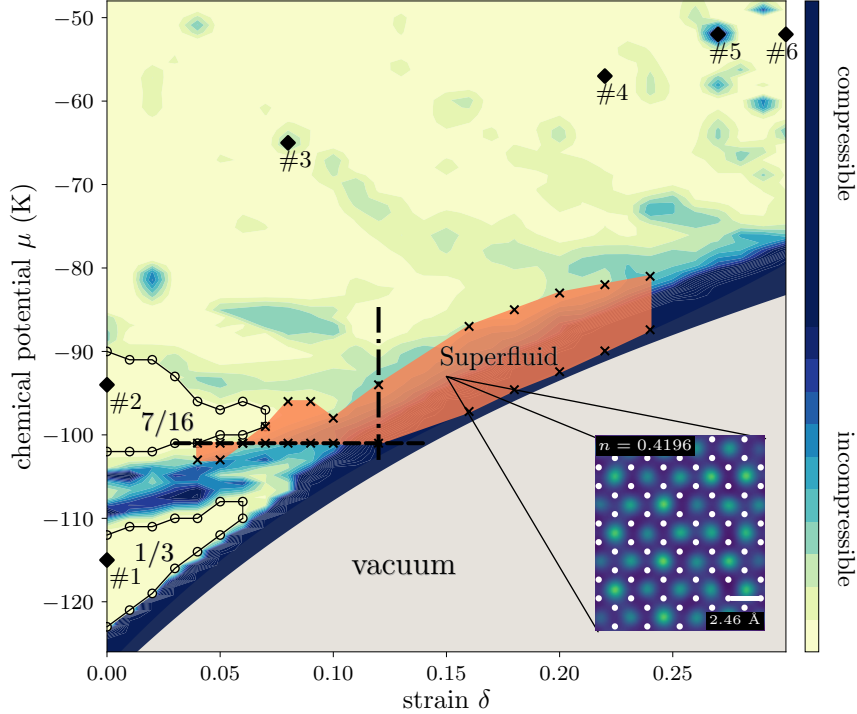 −50
−60
−70
−80
−90
−100
−110
−120
chemical potential μ (K)
0.00
0.05
0.10
0.15
0.20
0.25
strain δ
#1
#2
#3
#4
#5
#6
7/16
1/3
Superfluid
vacuum
n = 0.4196
2.46 Å
compressible
incompressible